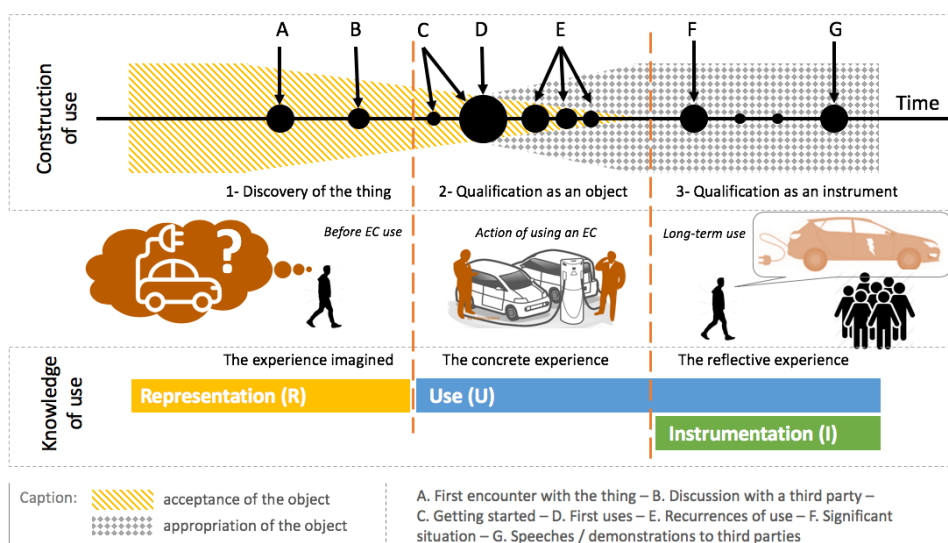 A B C D E F G
Construction
of use
Time
1- Discovery of the thing
2- Qualification as an object
3- Qualification as an instrument
Before EC use
Action of using an EC
Long-term use
?
The experience imagined
The concrete experience
The reflective experience
Knowledge
of use
Representation (R)
Use (U)
Instrumentation (I)
Caption:
acceptance of the object
appropriation of the object
A. First encounter with the thing – B. Discussion with a third party –
C. Getting started – D. First uses – E. Recurrences of use – F. Significant
situation – G. Speeches / demonstrations to third parties